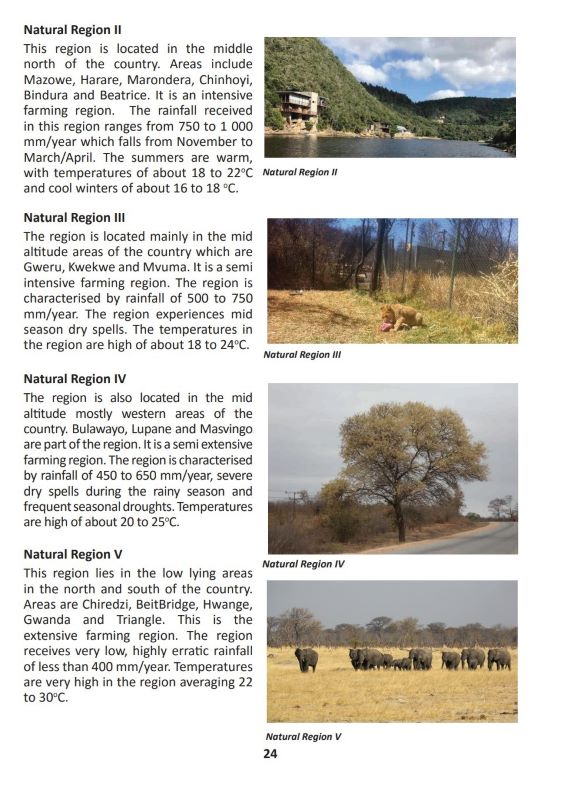 Natural Region II
This region is located in the middle
north of the country. Areas include
Mazowe, Harare, Marondera, Chinhoyi,
Bindura and Beatrice. It is an intensive
farming region. The rainfall received
in this region ranges from 750 to 1 000
mm/year which falls from November to
March/April. The summers are warm,
with temperatures of about 18 to 22°C
and cool winters of about 16 to 18 °C.
Natural Region II
Natural Region III
The region is located mainly in the mid
altitude areas of the country which are
Gweru, Kwekwe and Mvuma. It is a semi
intensive farming region. The region is
characterised by rainfall of 500 to 750
mm/year. The region experiences mid
season dry spells. The temperatures in
the region are high of about 18 to 24°C.
Natural Region III
Natural Region IV
The region is also located in the mid
altitude mostly western areas of the
country. Bulawayo, Lupane and Masvingo
are part of the region. It is a semi extensive
farming region. The region is characterised
by rainfall of 450 to 650 mm/year, severe
dry spells during the rainy season and
frequent seasonal droughts. Temperatures
are high of about 20 to 25°C.
Natural Region IV
Natural Region V
This region lies in the low lying areas
in the north and south of the country.
Areas are Chiredzi, BeitBridge, Hwange,
Gwanda and Triangle. This is the
extensive farming region. The region
receives very low, highly erratic rainfall
of less than 400 mm/year. Temperatures
are very high in the region averaging 22
to 30°C.
Natural Region V
24